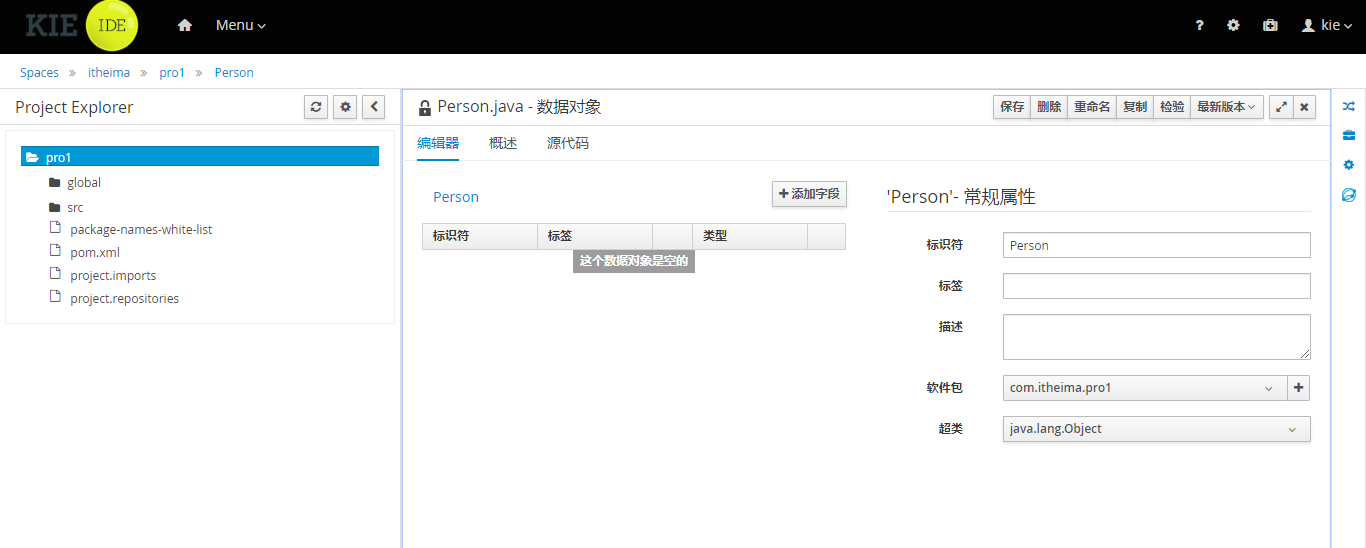 KIE IDE Menu ? kie
Spaces » itheima » pro1 » Person
Project Explorer
pro1
global
src
package-names-white-list
pom.xml
project.imports
project.repositories
Person.java - 数据对象
保存 删除 重命名 复制 检验 最新版本
编辑器 概述 源代码
Person
添加字段
标识符 标签 类型
这个数据对象是空的
'Person'- 常规属性
标识符 Person
标签
描述
软件包 com.itheima.pro1
超类 java.lang.Object